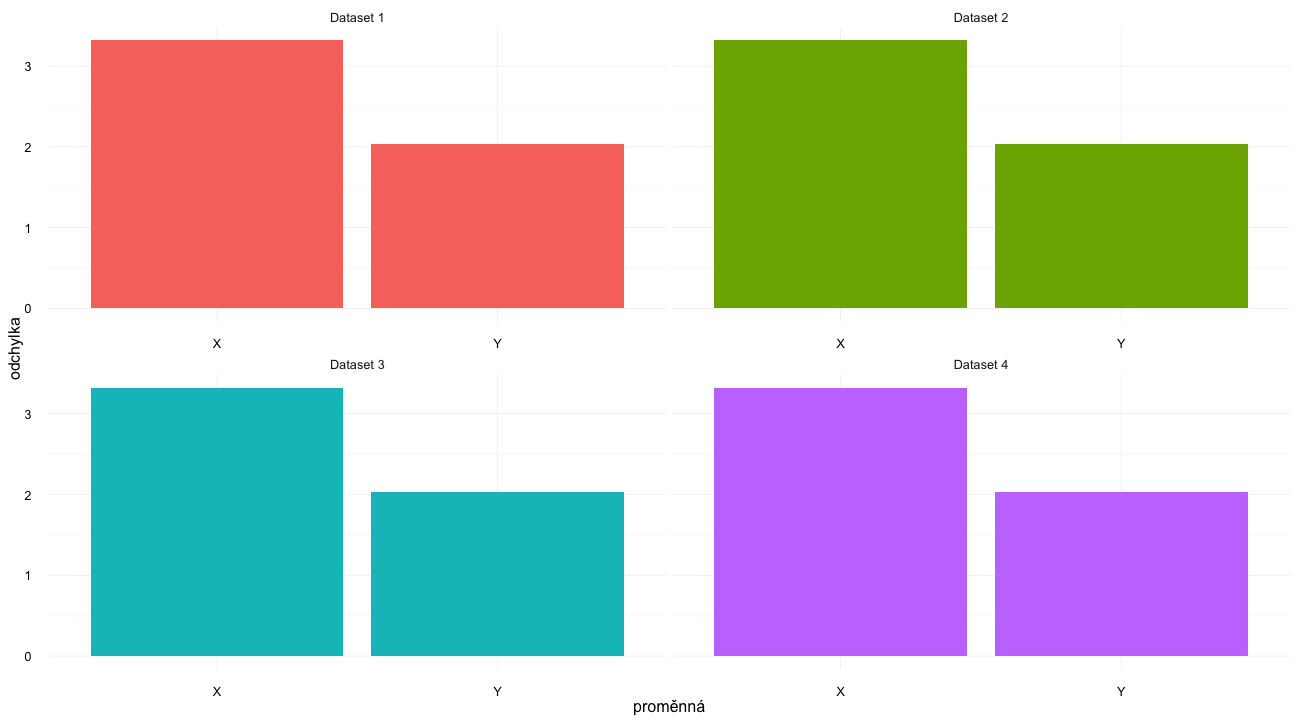 Dataset 1
Dataset 2
3
2
1
0
X
Y
X
Y
odchylka
Dataset 3
Dataset 4
3
2
1
0
X
Y
X
Y
proměnná